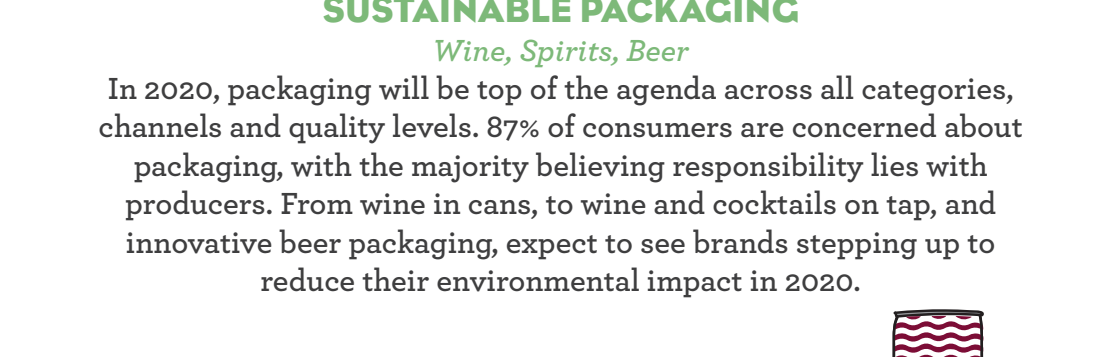 SUSTAINABLE PACKAGING
Wine, Spirits, Beer
In 2020, packaging will be top of the agenda across all categories,
channels and quality levels. 87% of consumers are concerned about
packaging, with the majority believing responsibility lies with
producers. From wine in cans, to wine and cocktails on tap, and
innovative beer packaging, expect to see brands stepping up to
reduce their environmental impact in 2020.